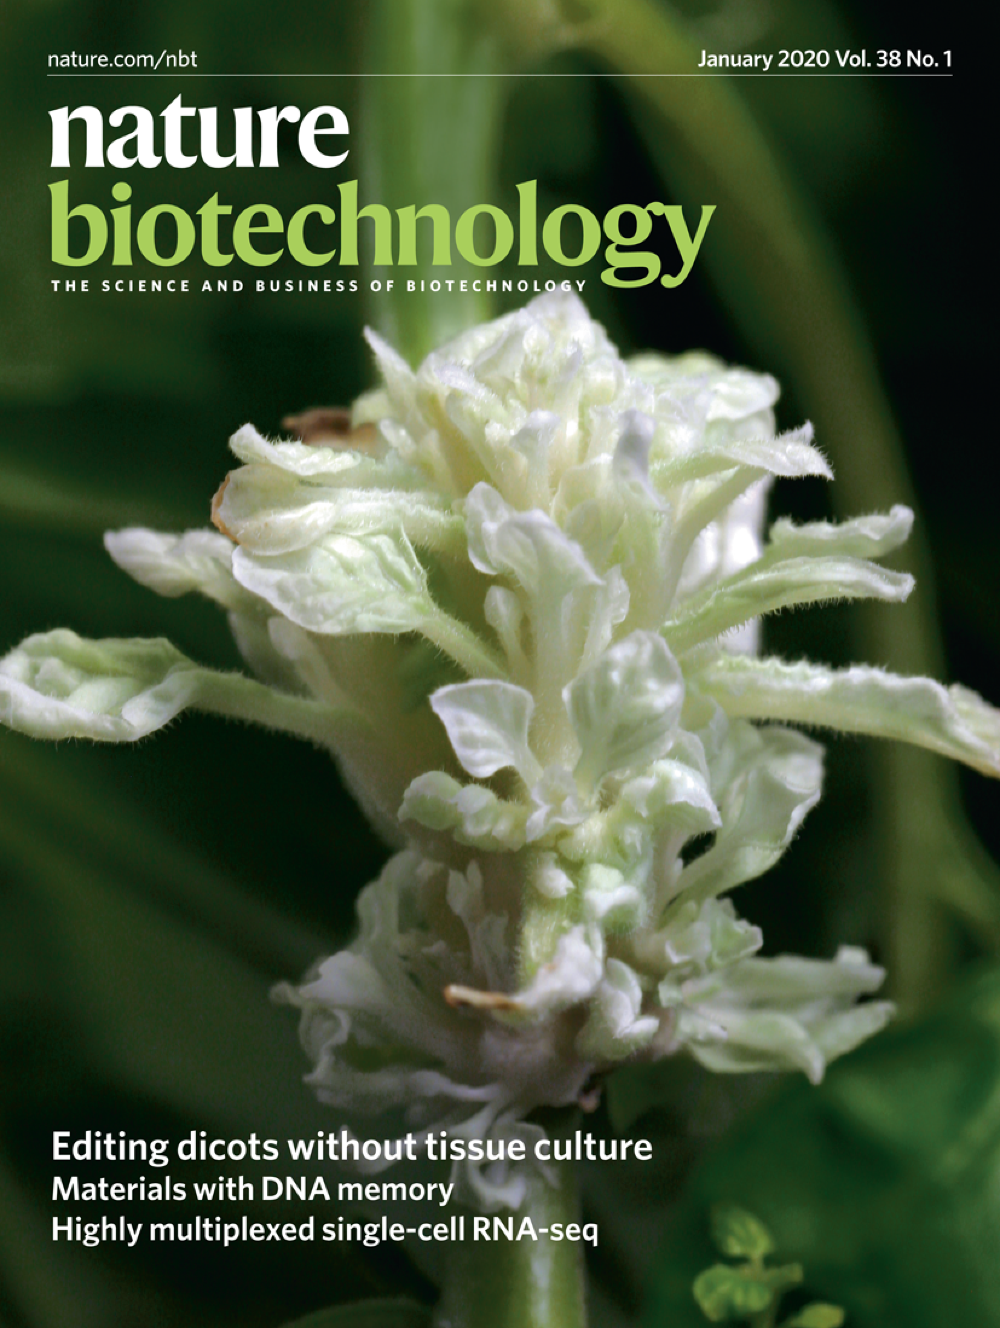 nature.com/nbt
January 2020 Vol. 38 No. 1
nature
biotechnology
THE SCIENCE AND BUSINESS OF BIOTECHNOLOGY
Editing dicots without tissue culture
Materials with DNA memory
Highly multiplexed single-cell RNA-seq